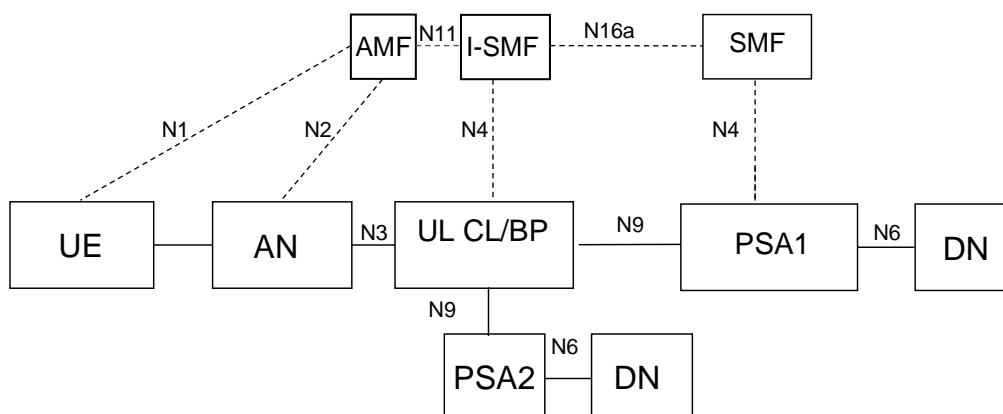 AMF
N11
I-SMF
N16a
SMF
N1
N2
N4
N4
UE
AN
N3
UL CL/BP
N9
PSA1
N6
DN
N9
PSA2
N6
DN